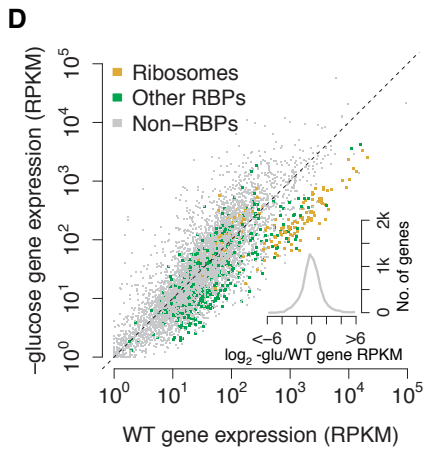 D
−glucose gene expression (RPKM)
10^5
10^4
10^3
10^2
10^1
10^0
Ribosomes
Other RBPs
Non−RBPs
2k
1k
0
No. of genes
<−6 0 >6
log₂ -glu/WT gene RPKM
10^0 10^1 10^2 10^3 10^4 10^5
WT gene expression (RPKM)